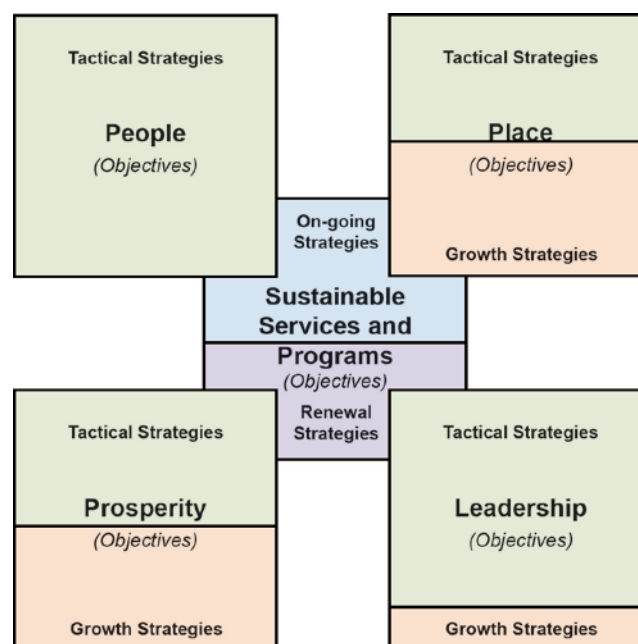 Tactical Strategies
People
(Objectives)
Tactical Strategies
Place
(Objectives)
Growth Strategies
On-going
Strategies
Sustainable
Services and
Programs
(Objectives)
Renewal
Strategies
Tactical Strategies
Prosperity
(Objectives)
Growth Strategies
Tactical Strategies
Leadership
(Objectives)
Growth Strategies